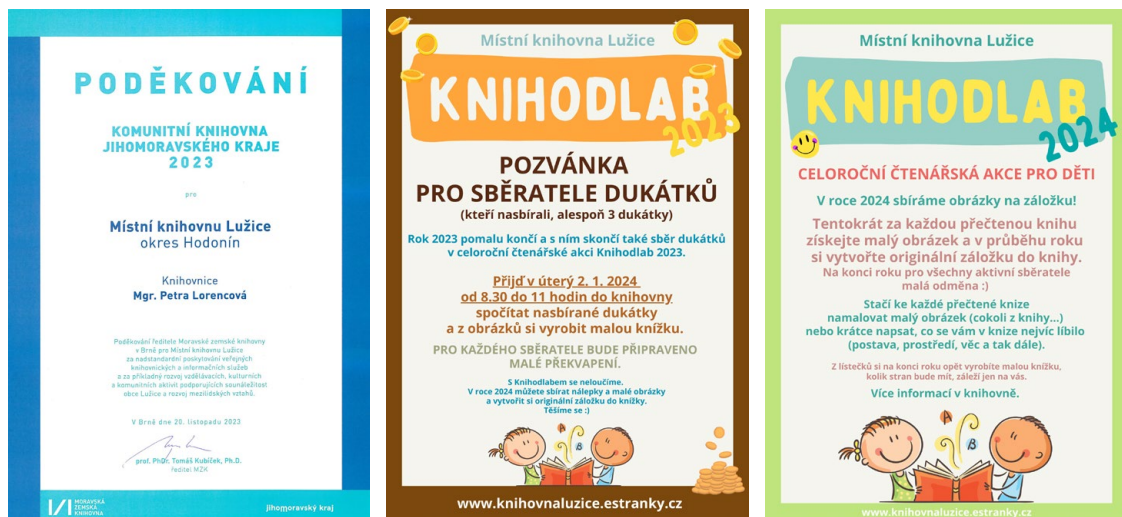 PODĚKOVÁNÍ
KOMUNITNÍ KNIHOVNA
JIHOMORAVSKÉHO KRAJE
2023
pro
Místní knihovnu Lužice
okres Hodonín
Knihovnice
Mgr. Petra Lorencová
Poděkování ředitele Moravské zemské knihovny
v Brně pro Místní knihovnu Lužice
za nadstandardní poskytování veřejných
knihovnických a informačních služeb
a za příkladný rozvoj vzdělávacích, kulturních
a komunitních aktivit podporujících sounáležitost
obce Lužice a rozvoj mezilidských vztahů.
V Brně dne 20. listopadu 2023
prof. PhDr. Tomáš Kubíček, Ph.D.
ředitel MZK
MORAVSKÁ
ZEMSKÁ
KNIHOVNA
jihomoravský kraj
Místní knihovna Lužice
KNIHODLAB
2023
POZVÁNKA
PRO SBĚRATELE DUKÁTKŮ
(kteří nasbírali, alespoň 3 dukátky)
Rok 2023 pomalu končí a s ním skončí také sběr dukátků
v celoroční čtenářské akci Knihodlab 2023.
Přijď v úterý 2. 1. 2024
od 8.30 do 11 hodin do knihovny
spočítat nasbírané dukátky
a z obrázků si vyrobit malou knížku.
PRO KAŽDÉHO SBĚRATELE BUDE PŘIPRAVENO
MALÉ PŘEKVAPENÍ.
S Knihodlabem se neloučíme.
V roce 2024 můžete sbírat nálepky a malé obrázky
a vytvořit si originální záložku do knížky.
Těšíme se :)
A
B
www.knihovnaluzice.estranky.cz
Místní knihovna Lužice
KNIHODLAB
2024
CELOROČNÍ ČTENÁŘSKÁ AKCE PRO DĚTI
V roce 2024 sbíráme obrázky na záložku!
Tentokrát za každou přečtenou knihu
získejte malý obrázek a v průběhu roku
si vytvořte originální záložku do knihy.
Na konci roku pro všechny aktivní sběratele
malá odměna :)
Stačí ke každé přečtené knize
namalovat malý obrázek (cokoli z knihy...)
nebo krátce napsat, co se vám v knize nejvíc líbilo
(postava, prostředí, věc a tak dále).
Z lístečků si na konci roku opět vyrobíte malou knížku,
kolik stran bude mít, záleží jen na vás.
Více informací v knihovně.
A
B
www.knihovnaluzice.estranky.cz